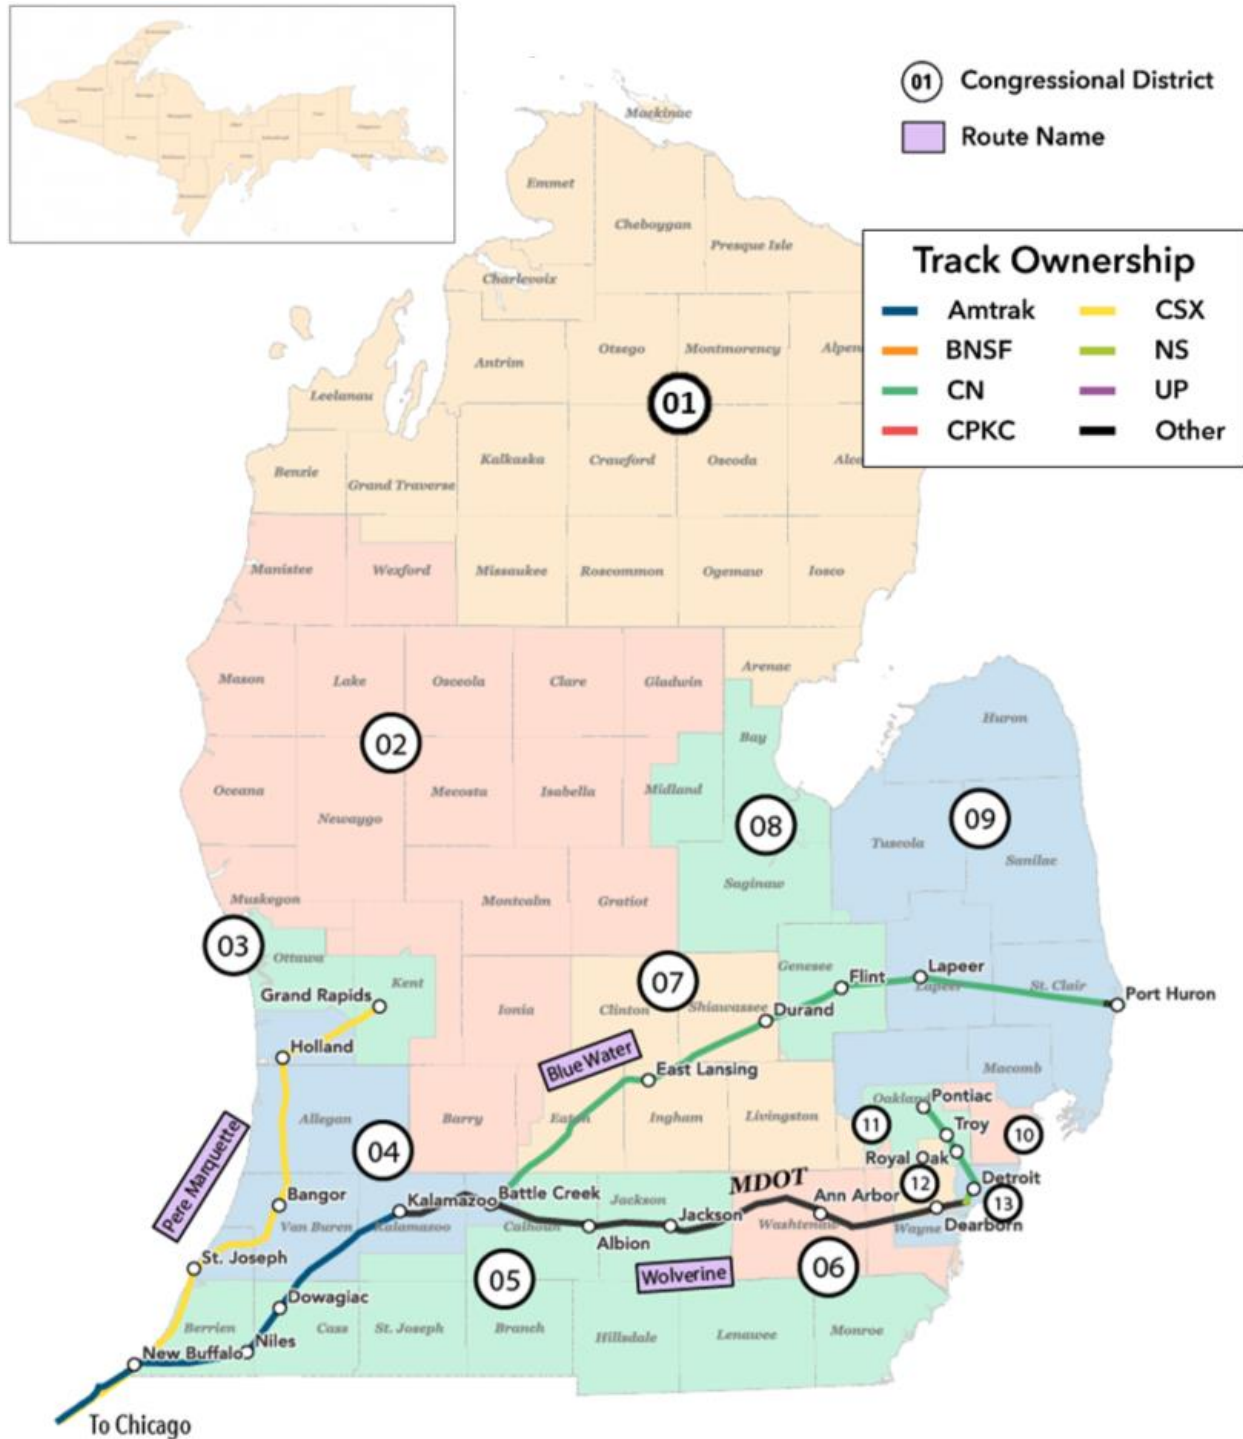 01 Congressional District
Route Name
Track Ownership
Amtrak CSX
BNSF NS
CN UP
CPKC Other
Mackinac
Emmet
Cheboygan
Presque Isle
Charlevoix
Otsego
Montmorency
Alpen
Antrim
Leelanau
01
Benzie
Grand Traverse
Kalkaska
Crawford
Oscoda
Alco
Manistee
Wexford
Missaukee
Roscommon
Ogemaw
Iosco
Arenac
Mason
Lake
Osceola
Clare
Gladwin
Huron
02
Bay
Oceana
Newaygo
Mecosta
Isabella
Midland
08
09
Tuscola
Sanilac
Saginaw
Muskegon
Montcalm
Gratiot
03
Ottawa
Kent
Grand Rapids
Ionia
07
Clinton
Shiawassee
Genesee
Flint
Lapeer
Lapeer
St. Clair
Port Huron
Durand
Holland
Blue Water
East Lansing
Macomb
Allegan
Barry
Eaton
Ingham
Livingston
Oakland
Pontiac
11
Troy
10
Royal Oak
04
Pere Marquette
12
Detroit
13
Bangor
Van Buren
Kalamazoo
Kalamazoo
Battle Creek
Calhoun
Jackson
Jackson
MDOT
Ann Arbor
Washtenaw
Wayne
Dearborn
Albion
St. Joseph
05
Wolverine
06
Dowagiac
Berrien
Cass
St. Joseph
Branch
Hillsdale
Lenawee
Monroe
Niles
New Buffalo
To Chicago